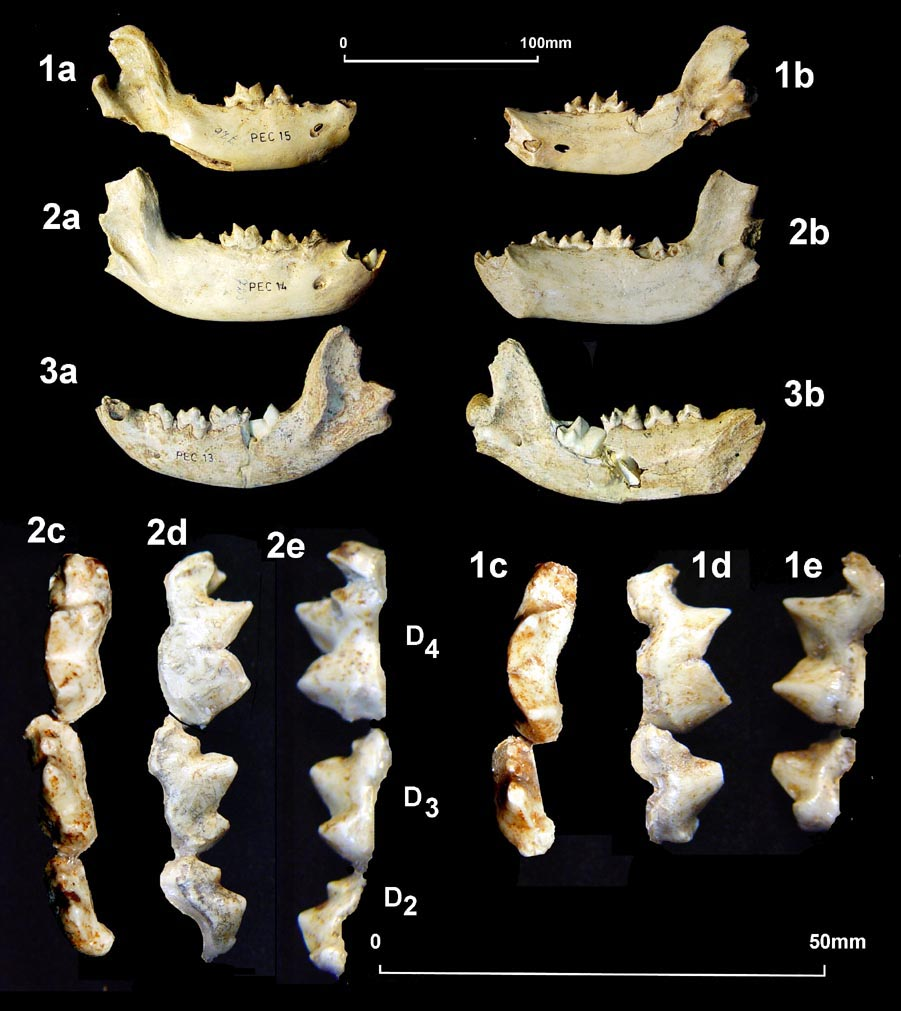 0 100mm
1a 1b
PEC 15
2a 2b
PEC 14
3a 3b
PEC 13
2c 2d 2e 1c 1d 1e
D4
D3
D2
0 50mm